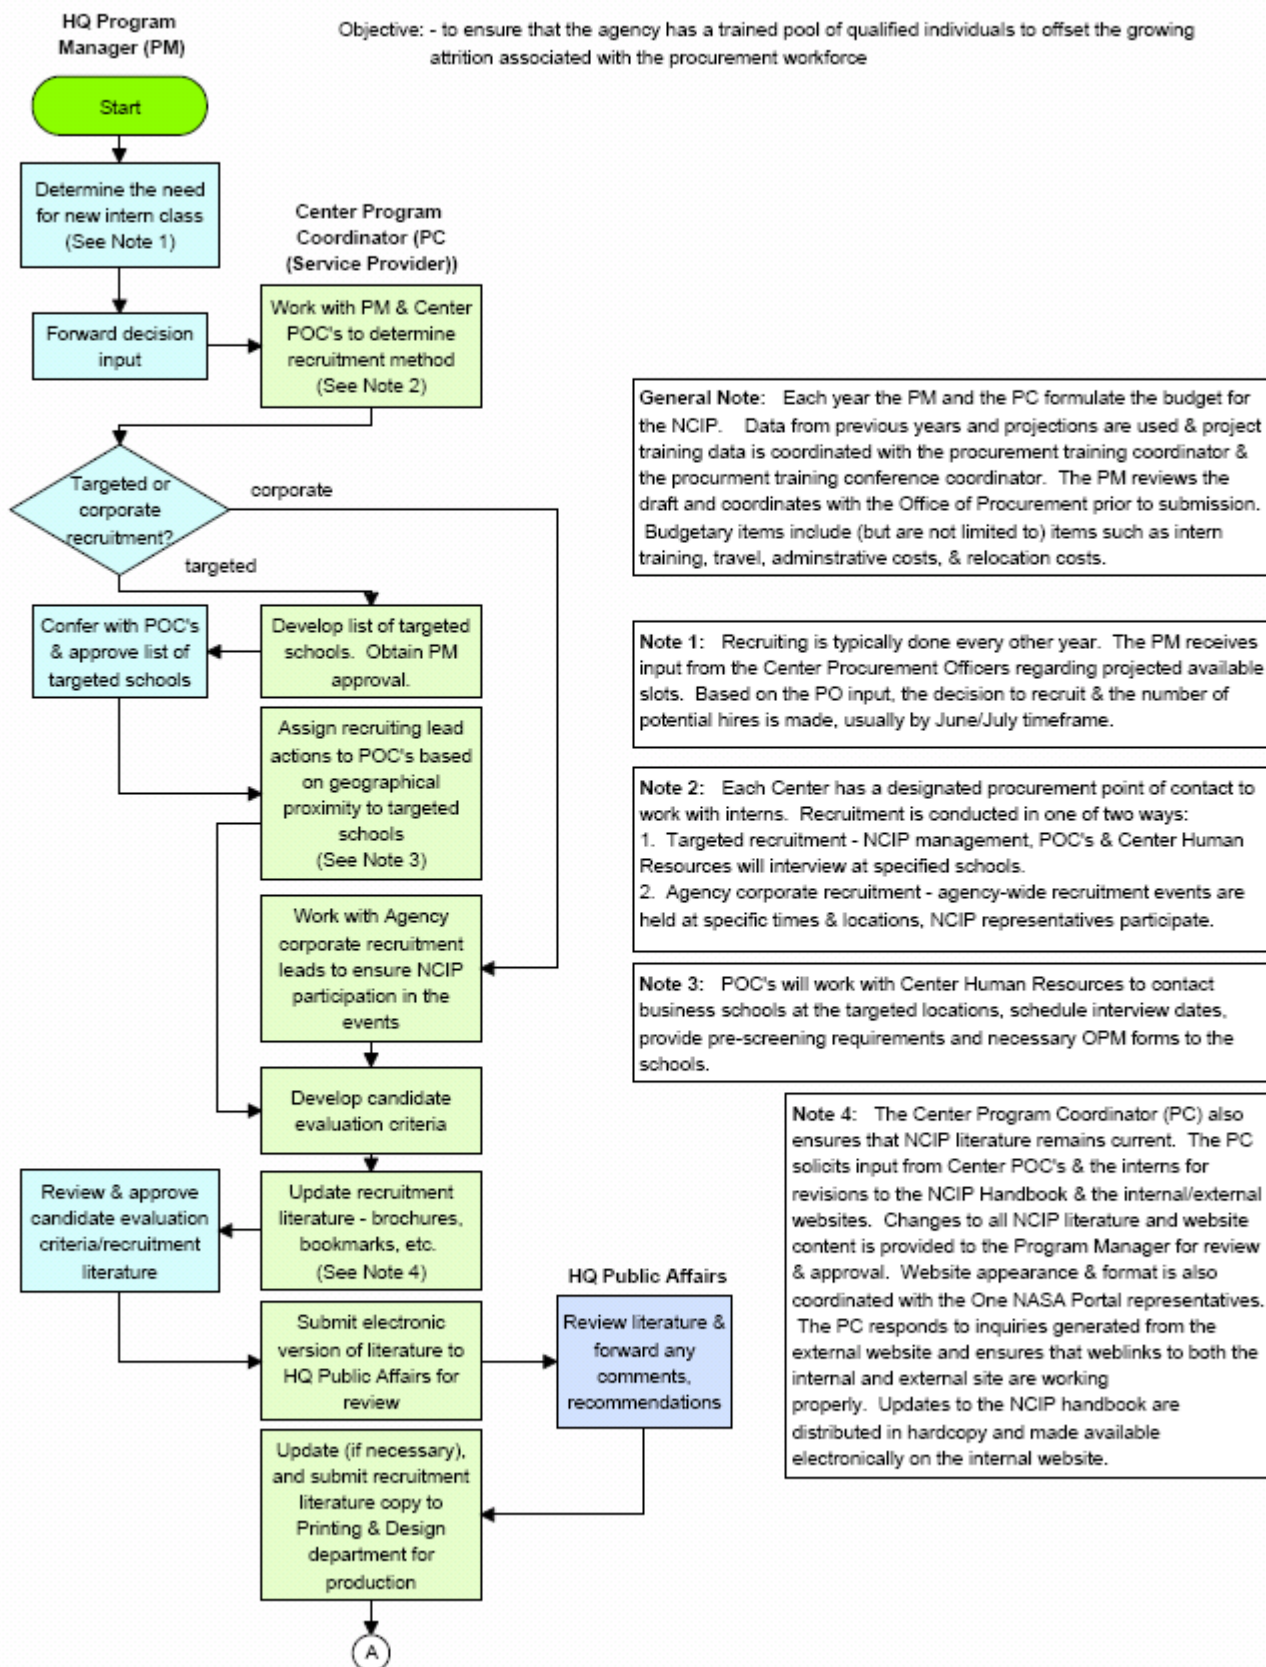 HQ Program
Manager (PM)
Objective: - to ensure that the agency has a trained pool of qualified individuals to offset the growing
attrition associated with the procurement workforce
Start
Determine the need
for new intern class
(See Note 1)
Center Program
Coordinator (PC
(Service Provider))
Forward decision
input
Work with PM & Center
POC's to determine
recruitment method
(See Note 2)
General Note: Each year the PM and the PC formulate the budget for
the NCIP. Data from previous years and projections are used & project
training data is coordinated with the procurement training coordinator &
the procurment training conference coordinator. The PM reviews the
draft and coordinates with the Office of Procurement prior to submission.
Budgetary items include (but are not limited to) items such as intern
training, travel, adminstrative costs, & relocation costs.
Targeted or
corporate
recruitment?
corporate
targeted
Confer with POC's
& approve list of
targeted schools
Develop list of targeted
schools. Obtain PM
approval.
Note 1: Recruiting is typically done every other year. The PM receives
input from the Center Procurement Officers regarding projected available
slots. Based on the PO input, the decision to recruit & the number of
potential hires is made, usually by June/July timeframe.
Assign recruiting lead
actions to POC's based
on geographical
proximity to targeted
schools
(See Note 3)
Note 2: Each Center has a designated procurement point of contact to
work with interns. Recruitment is conducted in one of two ways:
1. Targeted recruitment - NCIP management, POC's & Center Human
Resources will interview at specified schools.
2. Agency corporate recruitment - agency-wide recruitment events are
held at specific times & locations, NCIP representatives participate.
Work with Agency
corporate recruitment
leads to ensure NCIP
participation in the
events
Note 3: POC's will work with Center Human Resources to contact
business schools at the targeted locations, schedule interview dates,
provide pre-screening requirements and necessary OPM forms to the
schools.
Develop candidate
evaluation criteria
Note 4: The Center Program Coordinator (PC) also
ensures that NCIP literature remains current. The PC
solicits input from Center POC's & the interns for
revisions to the NCIP Handbook & the internal/external
websites. Changes to all NCIP literature and website
content is provided to the Program Manager for review
& approval. Website appearance & format is also
coordinated with the One NASA Portal representatives.
The PC responds to inquiries generated from the
external website and ensures that weblinks to both the
internal and external site are working
properly. Updates to the NCIP handbook are
distributed in hardcopy and made available
electronically on the internal website.
Review & approve
candidate evaluation
criteria/recruitment
literature
Update recruitment
literature - brochures,
bookmarks, etc.
(See Note 4)
HQ Public Affairs
Submit electronic
version of literature to
HQ Public Affairs for
review
Review literature &
forward any
comments,
recommendations
Update (if necessary),
and submit recruitment
literature copy to
Printing & Design
department for
production
A